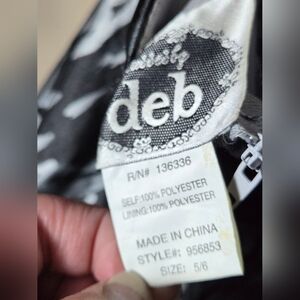 deb
R/N# 136336
SELF:100% POLYESTER
LINING:100% POLYESTER
MADE IN CHINA
STYLE#: 956853
SIZE: 5/6